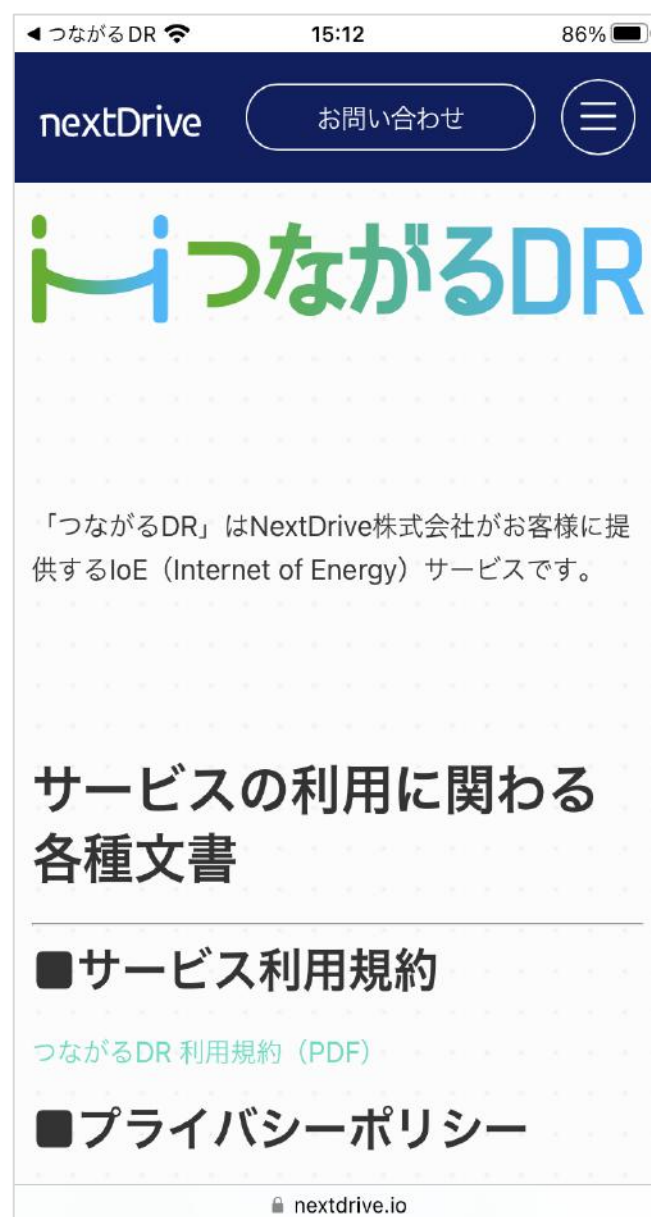 ◀ つながるDR 15:12 86%
nextDrive お問い合わせ
つながるDR
「つながるDR」はNextDrive株式会社がお客様に提
供するIoE（Internet of Energy）サービスです。
サービスの利用に関わる
各種文書
■サービス利用規約
つながるDR 利用規約（PDF）
■プライバシーポリシー
nextdrive.io